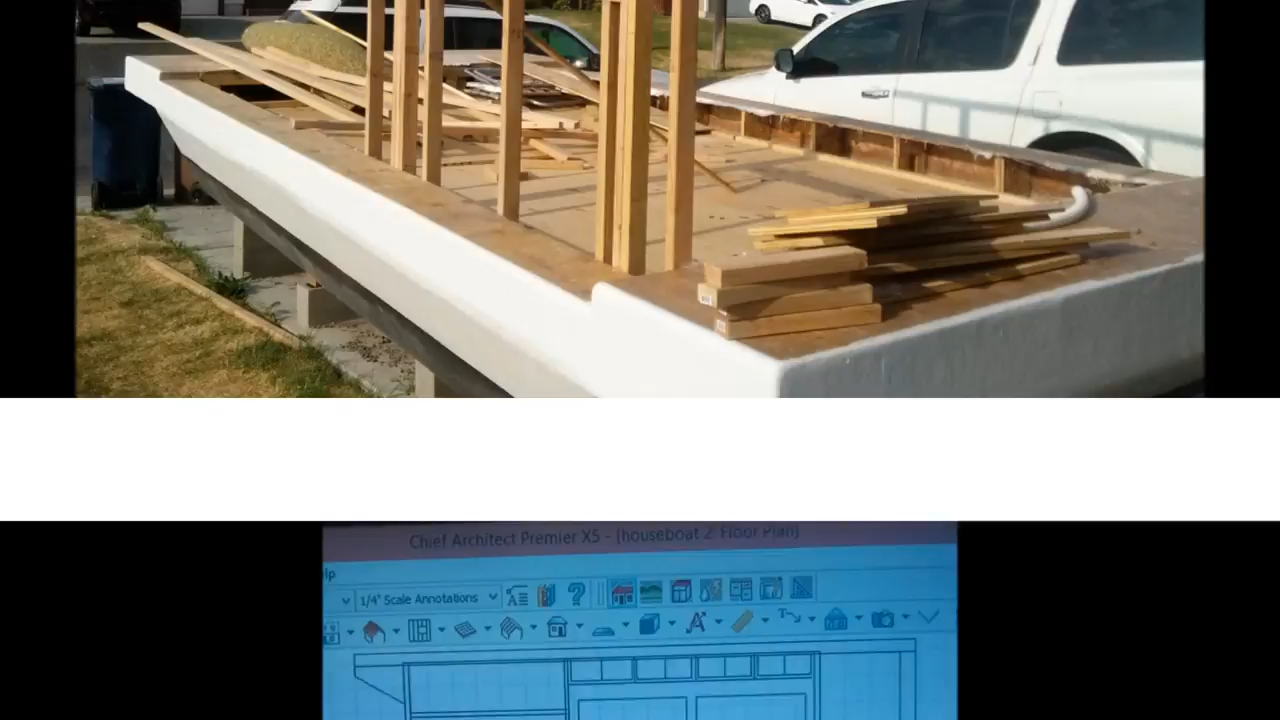 Chief Architect Premier X5 - [houseboat 2: Floor Plan]
lp
1/4" Scale Annotations